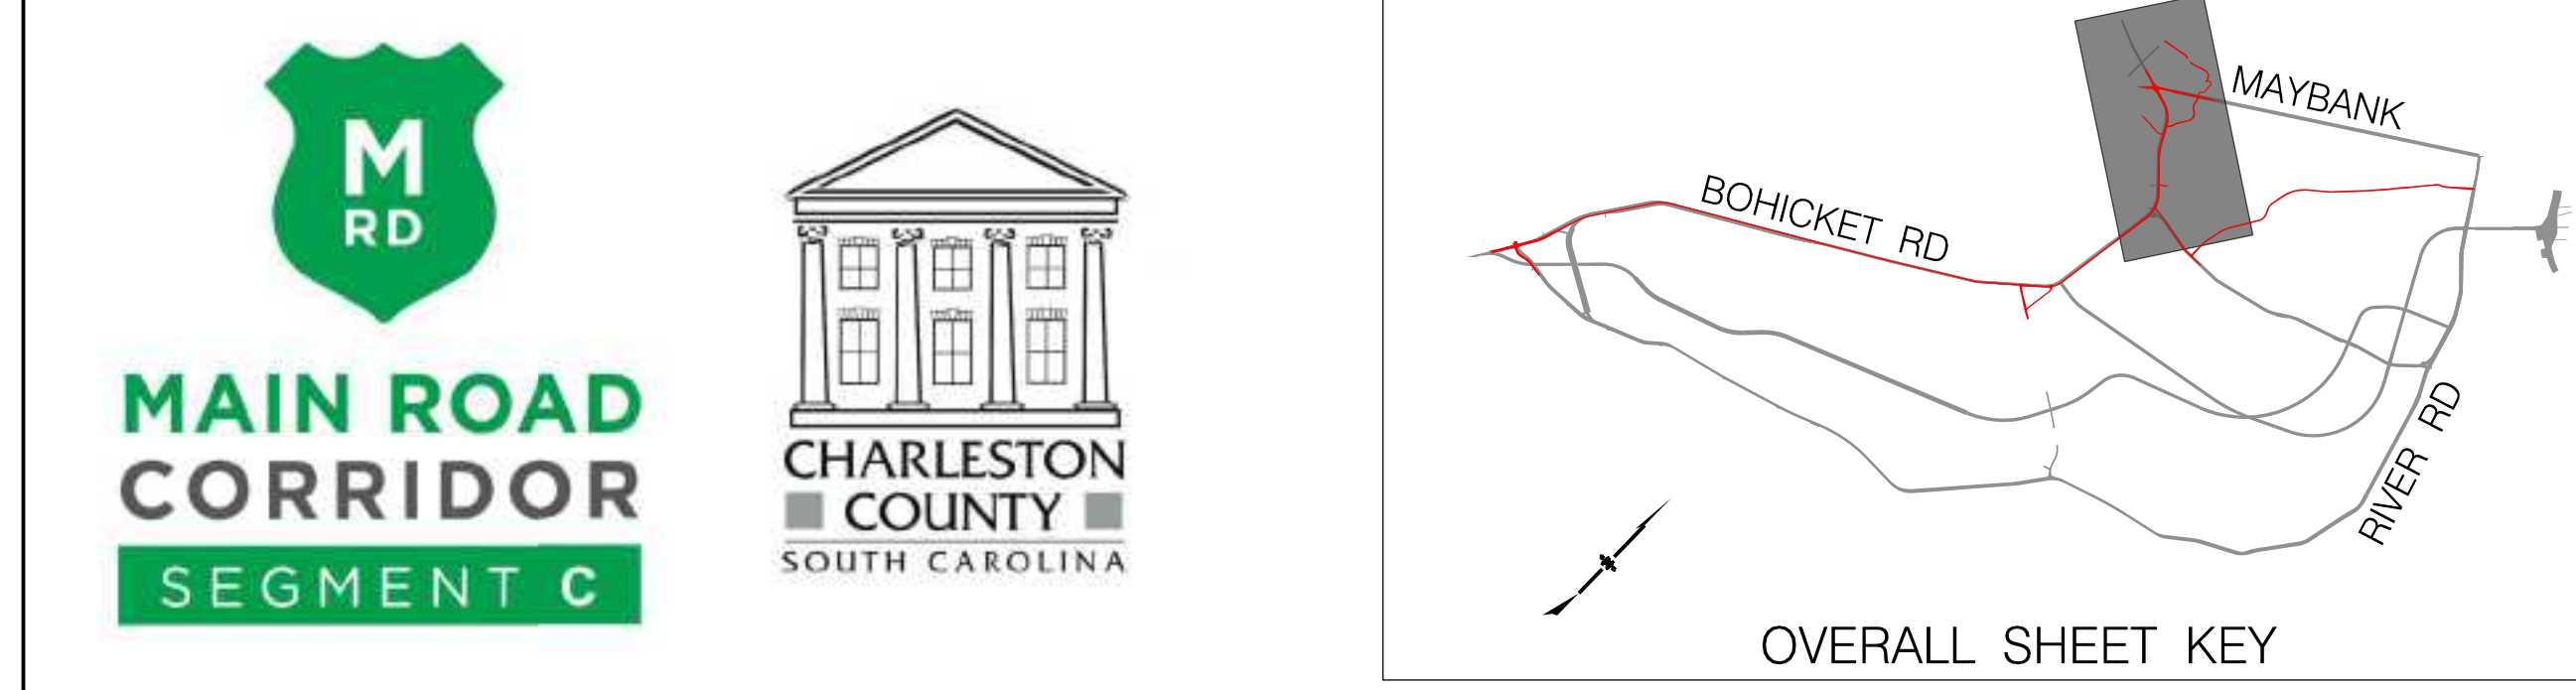 M
RD
MAIN ROAD
CORRIDOR
SEGMENT C
CHARLESTON
COUNTY
SOUTH CAROLINA
MAYBANK
BOHICKET RD
RIVER RD
OVERALL SHEET KEY